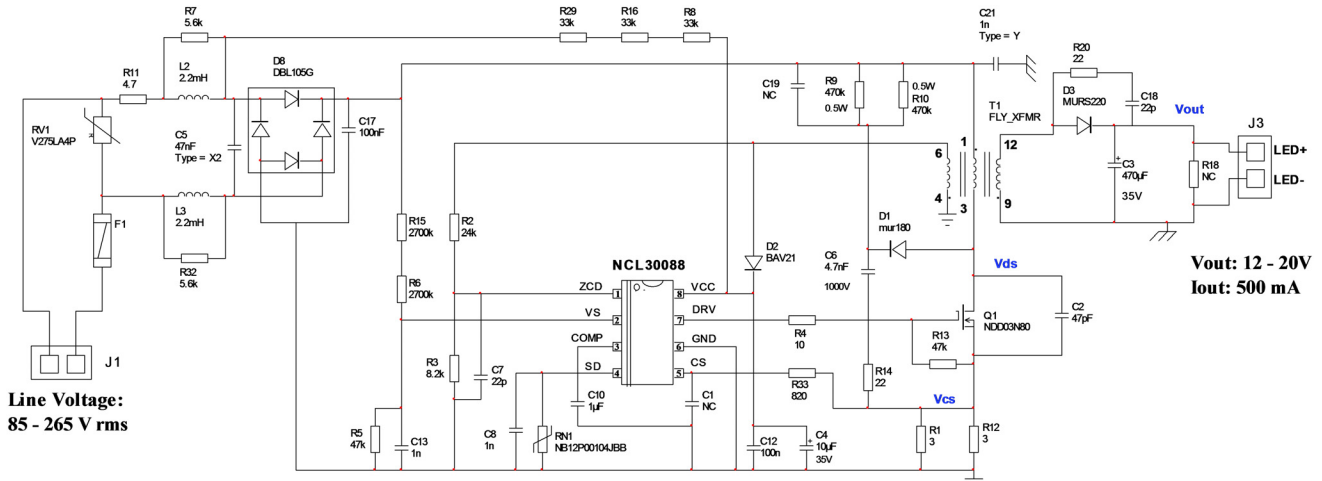 R7
5.6k
R29
33k
R16
33k
R8
33k
C21
1n
Type = Y
R20
22
L2
2.2mH
D8
DBL105G
R11
4.7
C19
NC
R9
470k
0.5W
0.5W
R10
470k
D3
MURS220
C18
22p
T1
FLY_XFMR
Vout
J3
RV1
V275LA4P
C5
47nF
Type = X2
C17
100nF
6
4
1
3
12
9
C3
470µF
35V
R18
NC
LED+
LED-
L3
2.2mH
F1
R32
5.6k
R15
2700k
R2
24k
D1
mur180
D2
BAV21
C6
4.7nF
1000V
Vds
Vout: 12 - 20V
Iout: 500 mA
NCL30088
R6
2700k
ZCD
1
8
VCC
VS
2
7
DRV
COMP
3
6
GND
SD
4
5
CS
R4
10
Q1
NDD03N80
C2
47pF
R13
47k
J1
R3
8.2k
C7
22p
C10
1µF
C1
NC
R33
820
R14
22
Vcs
Line Voltage:
85 - 265 V rms
R5
47k
C13
1n
C8
1n
RN1
NB12P00104JBB
C12
100n
C4
10µF
35V
R1
3
R12
3